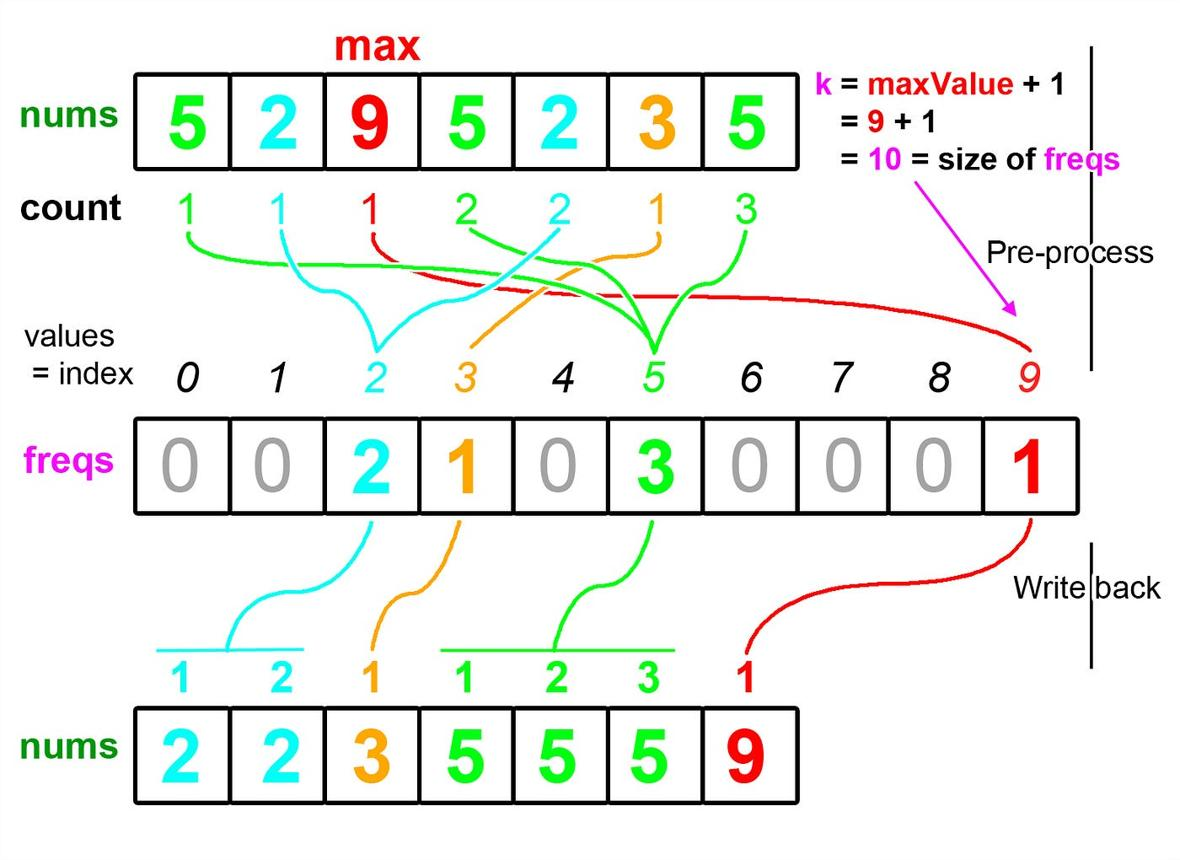 max
nums 5 2 9 5 2 3 5
k = maxValue + 1
= 9 + 1
= 10 = size of freqs
count 1 1 1 2 2 1 3
Pre-process
values
= index 0 1 2 3 4 5 6 7 8 9
freqs 0 0 2 1 0 3 0 0 0 1
Write back
1 2 1 1 2 3 1
nums 2 2 3 5 5 5 9